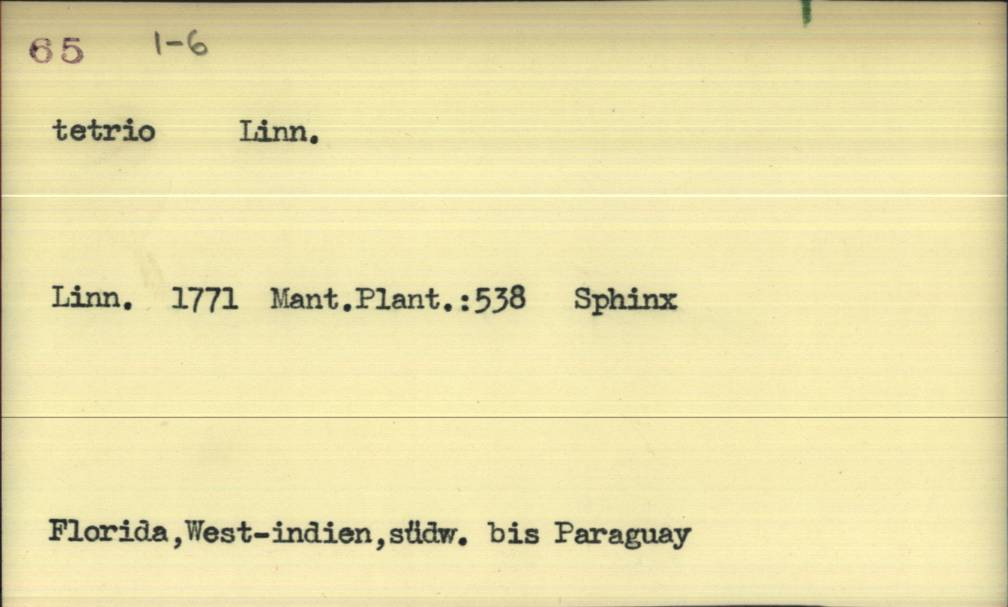 65 1-6
tetrio Linn.
Linn. 1771 Mant.Plant.:538 Sphinx
Florida,West-indien,südw. bis Paraguay